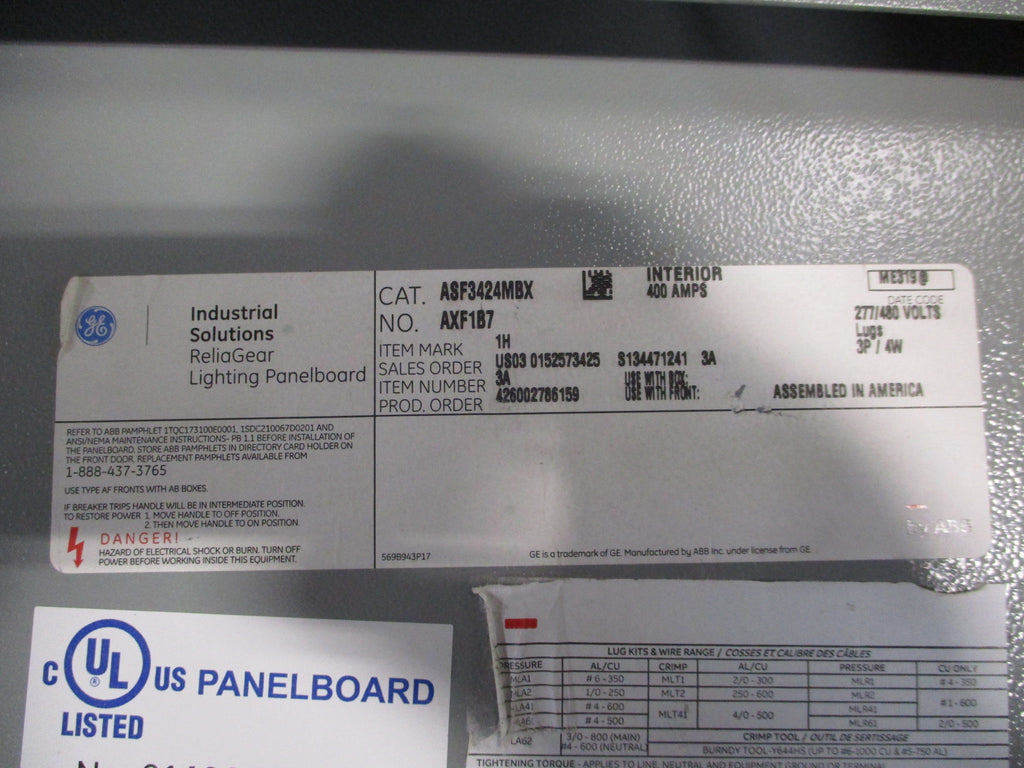 GE
Industrial
Solutions
ReliaGear
Lighting Panelboard
CAT. ASF3424MBX
NO. AXF1B7
ITEM MARK 1H
SALES ORDER US03 0152573425 S134471241 3A
ITEM NUMBER 3A
PROD. ORDER 426002786159
INTERIOR
400 AMPS
USE WITH BOX:
USE WITH FRONT:
ME319@
DATE CODE
277/480 VOLTS
Lugs
3P / 4W
ASSEMBLED IN AMERICA
REFER TO ABB PAMPHLET 1TQC173100E0001, 1SDC210067D0201 AND
ANSI/NEMA MAINTENANCE INSTRUCTIONS- PB 1.1 BEFORE INSTALLATION OF
THE PANELBOARD. STORE ABB PAMPHLETS IN DIRECTORY CARD HOLDER ON
THE FRONT DOOR. REPLACEMENT PAMPHLETS AVAILABLE FROM
1-888-437-3765
USE TYPE AF FRONTS WITH AB BOXES.
IF BREAKER TRIPS HANDLE WILL BE IN INTERMEDIATE POSITION.
TO RESTORE POWER 1. MOVE HANDLE TO OFF POSITION.
2. THEN MOVE HANDLE TO ON POSITION.
DANGER!
HAZARD OF ELECTRICAL SHOCK OR BURN. TURN OFF
POWER BEFORE WORKING INSIDE THIS EQUIPMENT.
569B943P17
GE is a trademark of GE. Manufactured by ABB Inc. under license from GE.
by ABB
C UL ® US PANELBOARD
LISTED
LUG KITS & WIRE RANGE / COSSES ET CALIBRE DES CÂBLES
PRESSURE AL/CU CRIMP AL/CU PRESSURE CU ONLY
MLA1 # 6 - 350 MLT1 2/0 - 300 MLR1 # 4 - 350
MLA2 1/0 - 250 MLT2 250 - 600 MLR2 # 1 - 600
MLA41 # 4 - 600 MLT41 4/0 - 500 MLR41
# 4 - 500 MLR61 2/0 - 500
LA62 3/0 - 800 (MAIN) CRIMP TOOL / OUTIL DE SERTISSAGE
#4 - 600 (NEUTRAL) BURNDY TOOL-Y644HS (UP TO #6-1000 CU & #5-750 AL)
TIGHTENING TORQUE - APPLIES TO LINE, NEUTRAL AND EQUIPMENT GROUND OR TERMINAL